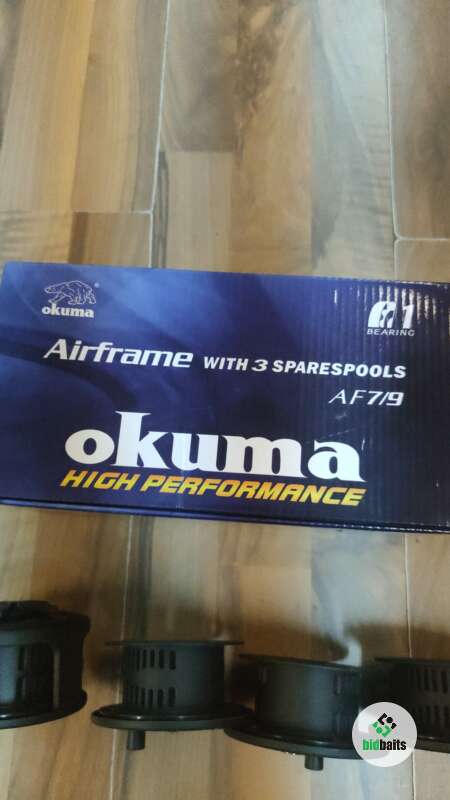 okuma
1
BEARING
Airframe WITH 3 SPARESPOOLS
AF7/9
okuma
HIGH PERFORMANCE
bidbaits